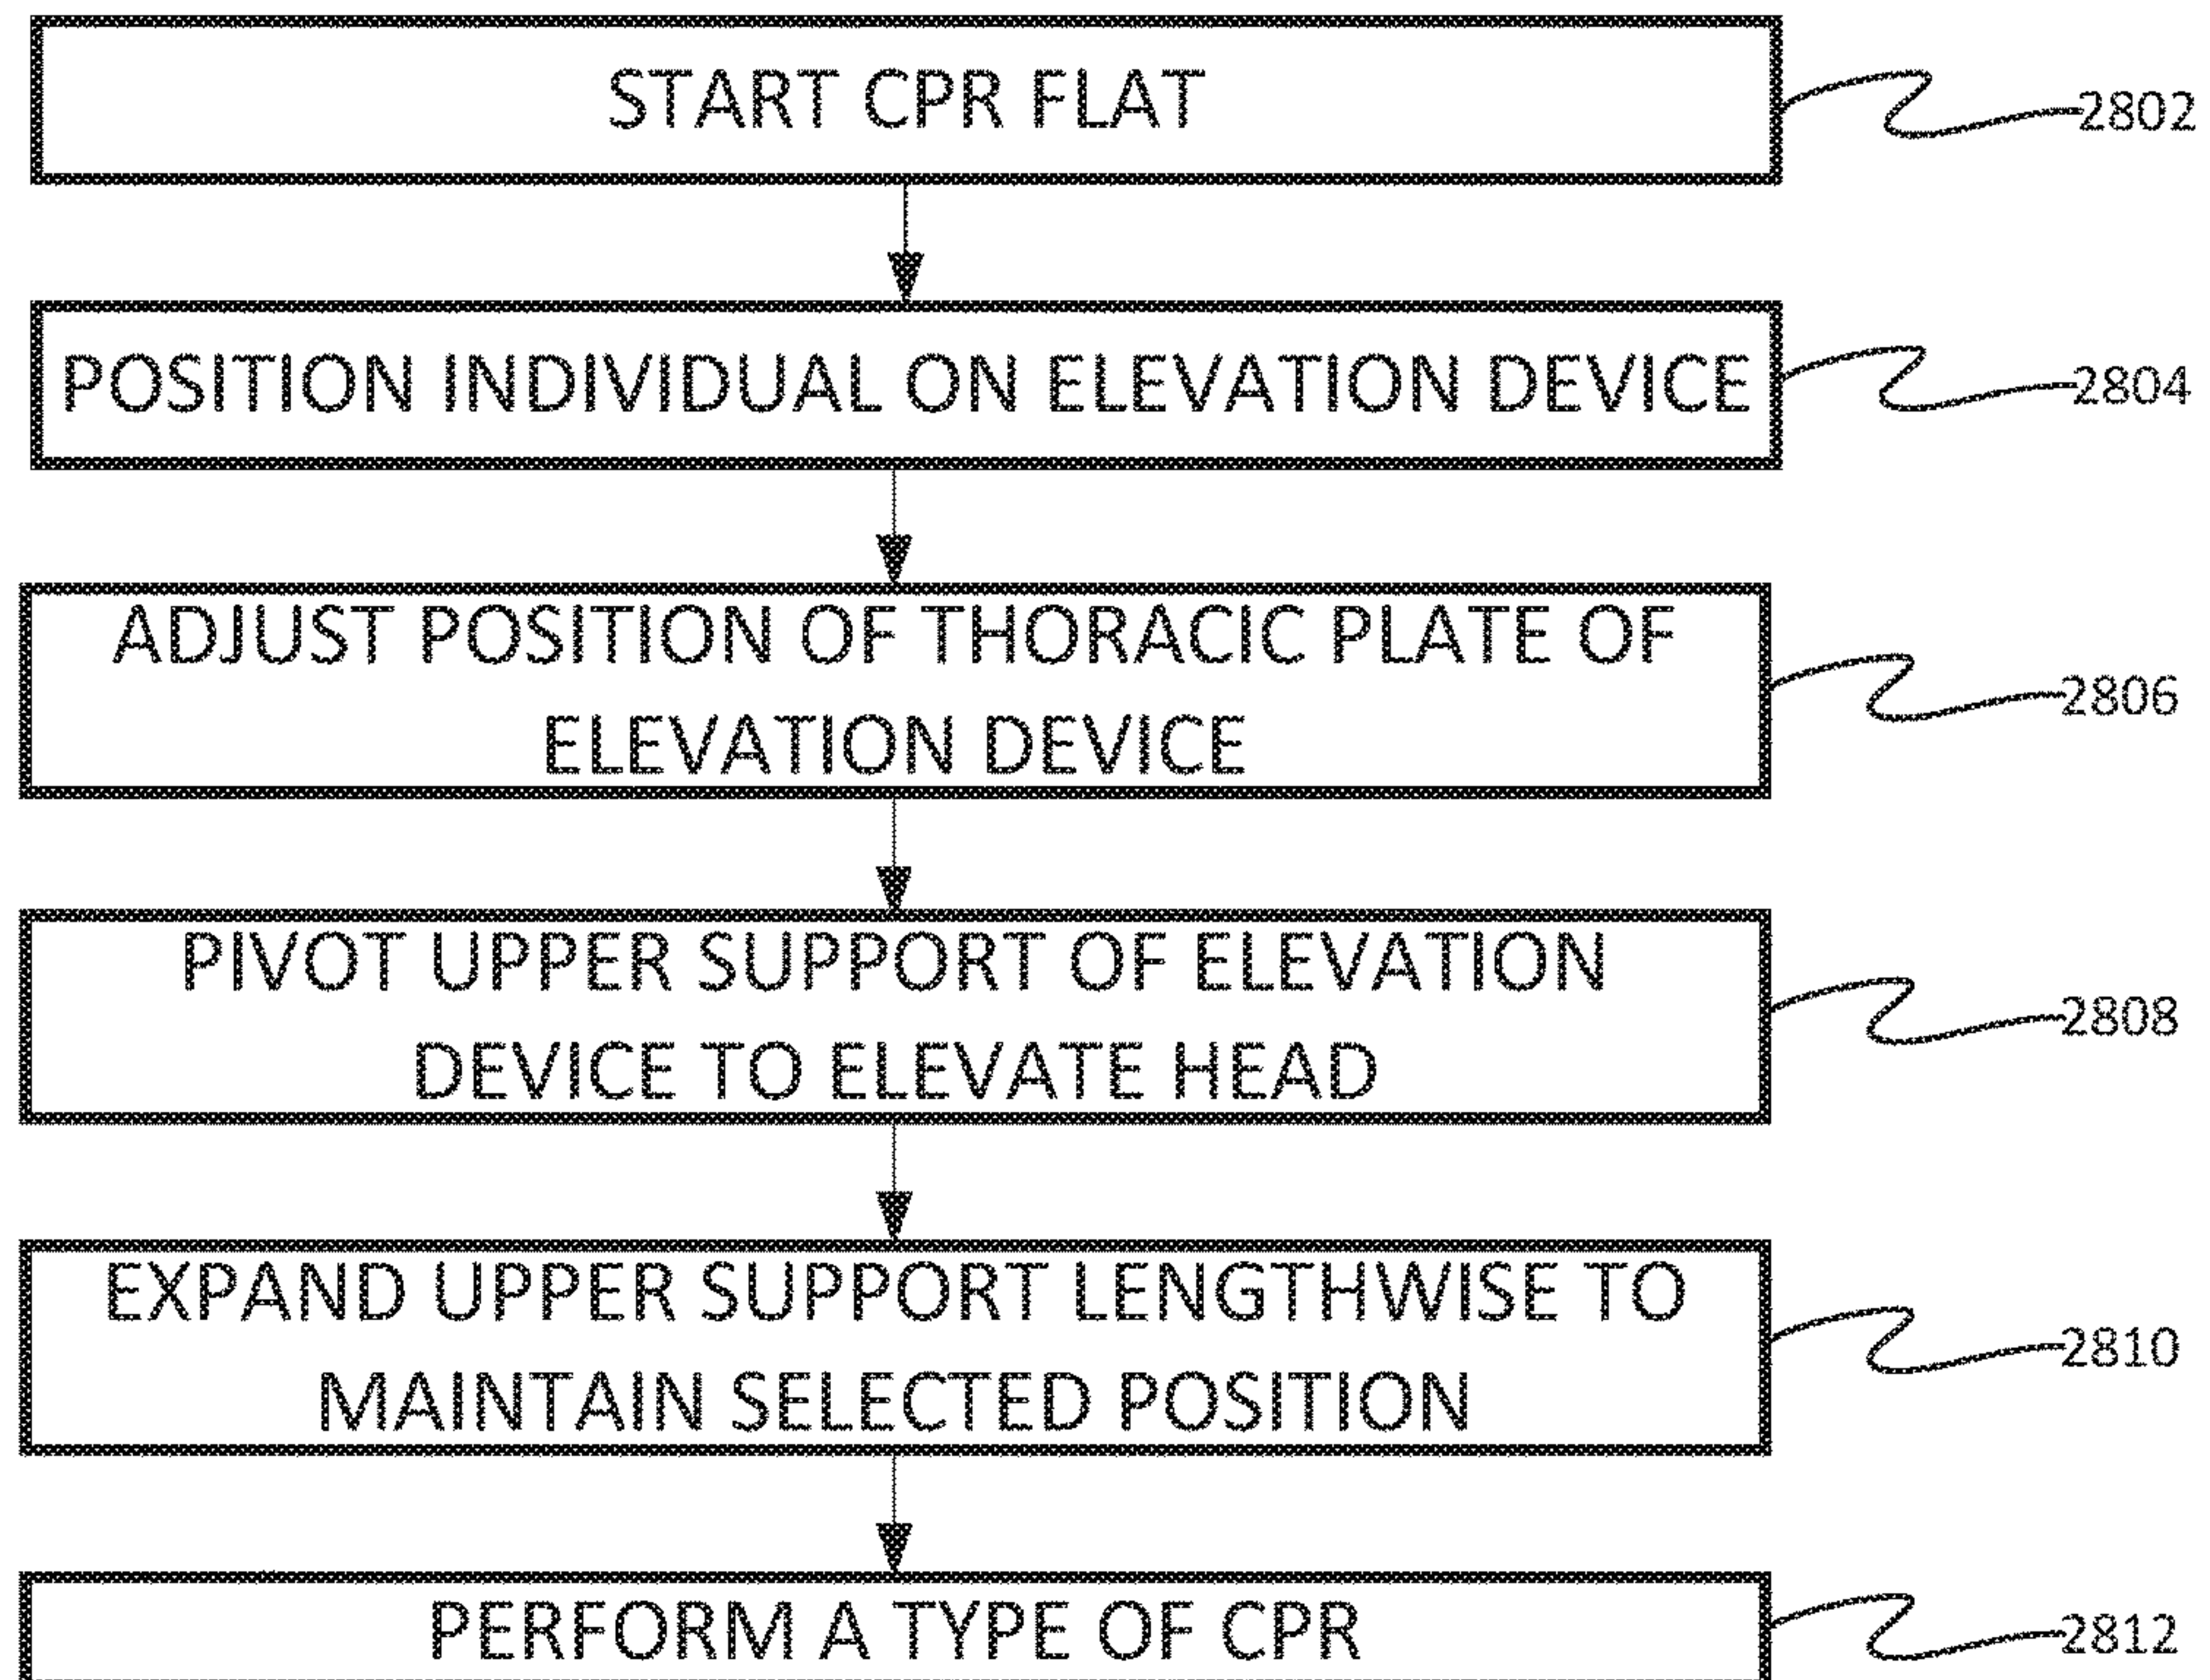 START CPR FLAT
2802
POSITION INDIVIDUAL ON ELEVATION DEVICE
2804
ADJUST POSITION OF THORACIC PLATE OF
ELEVATION DEVICE
2806
PIVOT UPPER SUPPORT OF ELEVATION
DEVICE TO ELEVATE HEAD
2808
EXPAND UPPER SUPPORT LENGTHWISE TO
MAINTAIN SELECTED POSITION
2810
PERFORM A TYPE OF CPR
2812